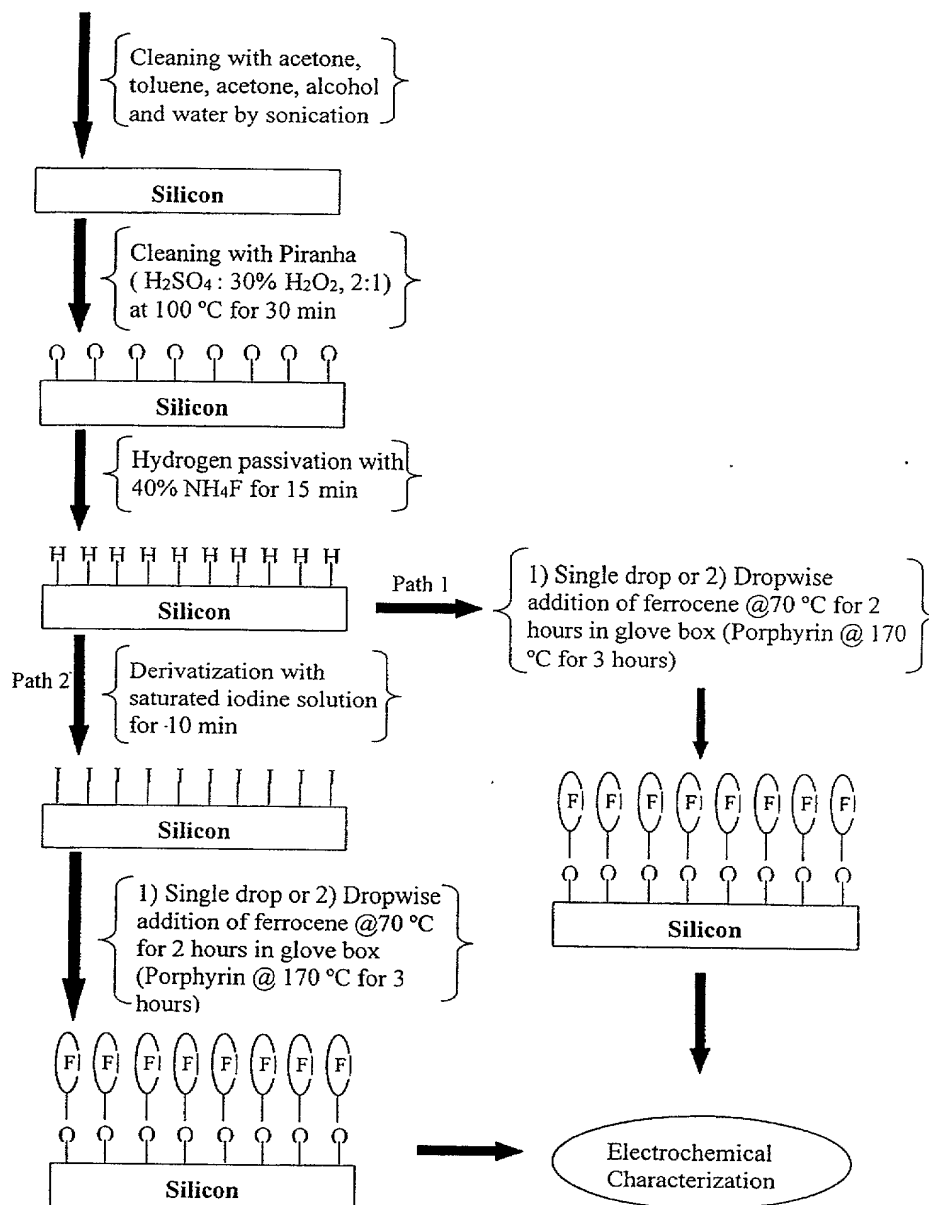 Cleaning with acetone,
toluene, acetone, alcohol
and water by sonication
Silicon
Cleaning with Piranha
( H₂SO₄ : 30% H₂O₂, 2:1)
at 100 °C for 30 min
O O O O O O O O
Silicon
Hydrogen passivation with
40% NH₄F for 15 min
H H H H H H H H H H
Silicon
Path 1
1) Single drop or 2) Dropwise
addition of ferrocene @70 °C for 2
hours in glove box (Porphyrin @ 170
°C for 3 hours)
Path 2
Derivatization with
saturated iodine solution
for 10 min
I I I I I I I I I I
Silicon
F F F F F F F F
O O O O O O O O
Silicon
1) Single drop or 2) Dropwise
addition of ferrocene @70 °C
for 2 hours in glove box
(Porphyrin @ 170 °C for 3
hours)
F F F F F F F F
O O O O O O O O
Silicon
Electrochemical
Characterization